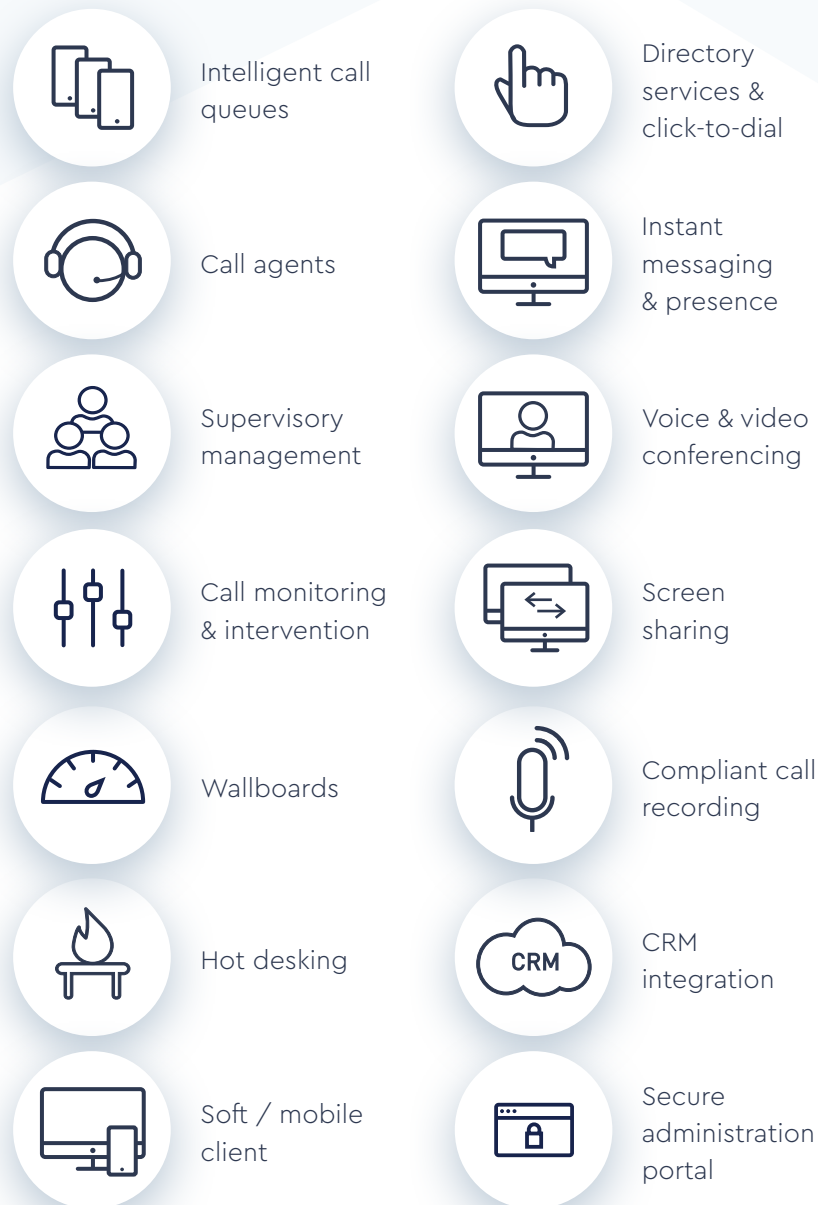 Intelligent call
queues
Directory
services &
click-to-dial
Call agents
Instant
messaging
& presence
Supervisory
management
Voice & video
conferencing
Call monitoring
& intervention
Screen
sharing
Wallboards
Compliant call
recording
Hot desking
CRM
CRM
integration
Soft / mobile
client
Secure
administration
portal